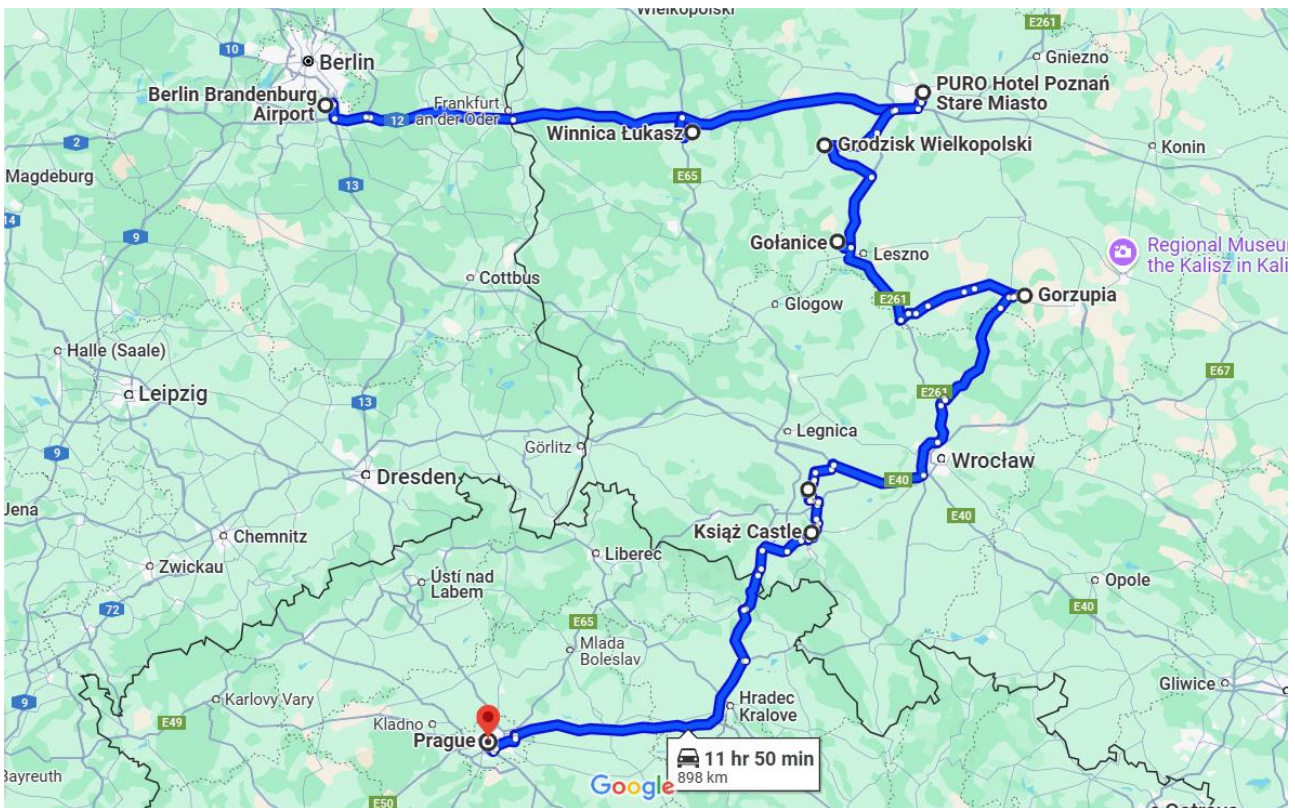 Wielkopolski
E261
10
Berlin
Gniezno
Berlin Brandenburg
Airport
PURO Hotel Poznań
Stare Miasto
Frankfurt
an der Oder
12
Winnica Łukasz
Grodzisk Wielkopolski
2
Konin
Magdeburg
E65
13
14
9
Gołanice
Leszno
Regional Museu
the Kalisz in Kali
Cottbus
Glogow
E261
Gorzupia
Halle (Saale)
E67
Leipzig
13
E261
Legnica
Görlitz
9
Wrocław
Dresden
E40
Jena
E40
Chemnitz
Książ Castle
Liberec
Zwickau
Ústí nad
Labem
Opole
E40
72
E65
Mlada
Boleslav
Gliwice
Karlovy Vary
9
E49
Kladno
Hradec
Kralove
Prague
11 hr 50 min
898 km
Bayreuth
Google
E50